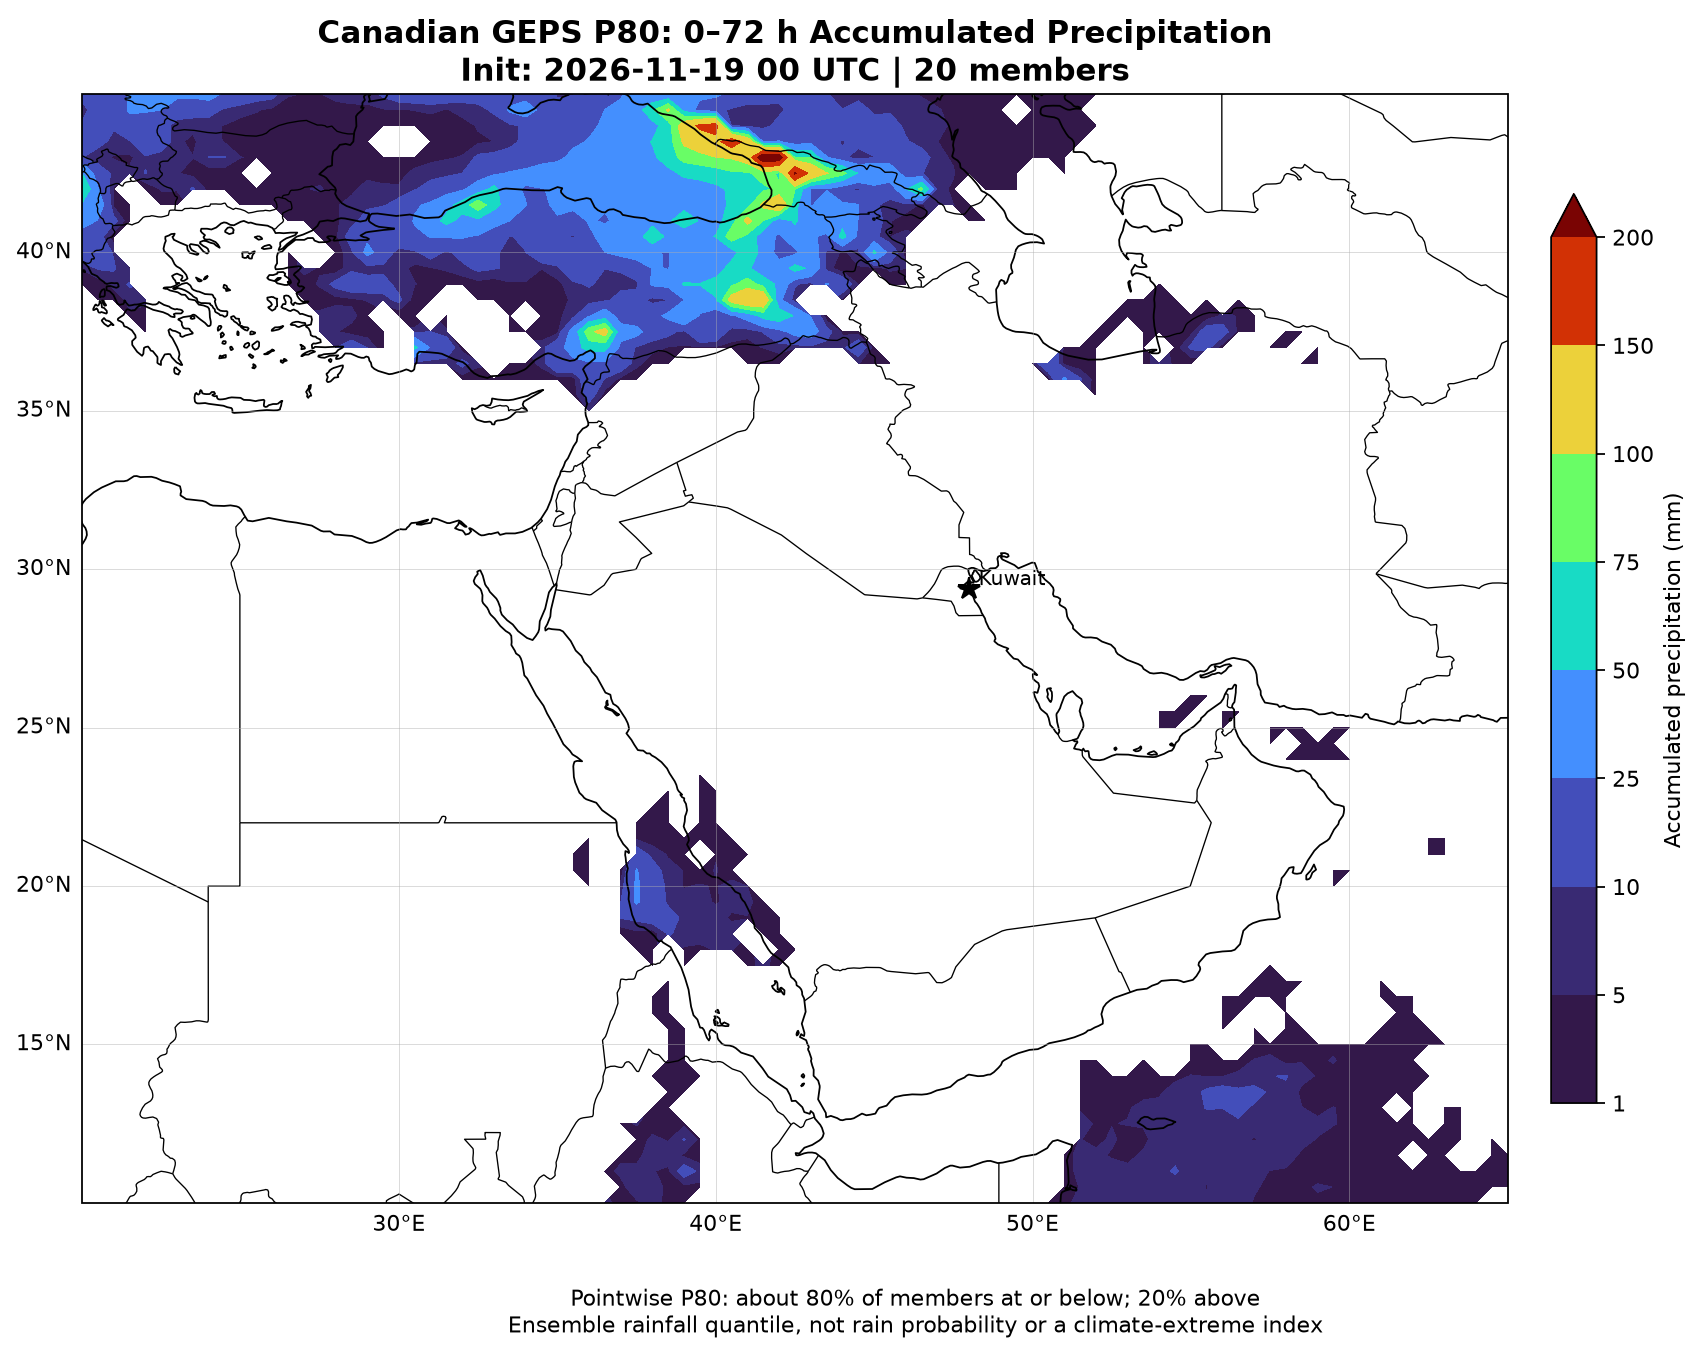 Canadian GEPS P80: 0–72 h Accumulated Precipitation
Init: 2026-11-19 00 UTC | 20 members
40°N
35°N
30°N
25°N
20°N
15°N
30°E
40°E
50°E
60°E
Kuwait
200
150
100
75
50
25
10
5
1
Accumulated precipitation (mm)
Pointwise P80: about 80% of members at or below; 20% above
Ensemble rainfall quantile, not rain probability or a climate-extreme index